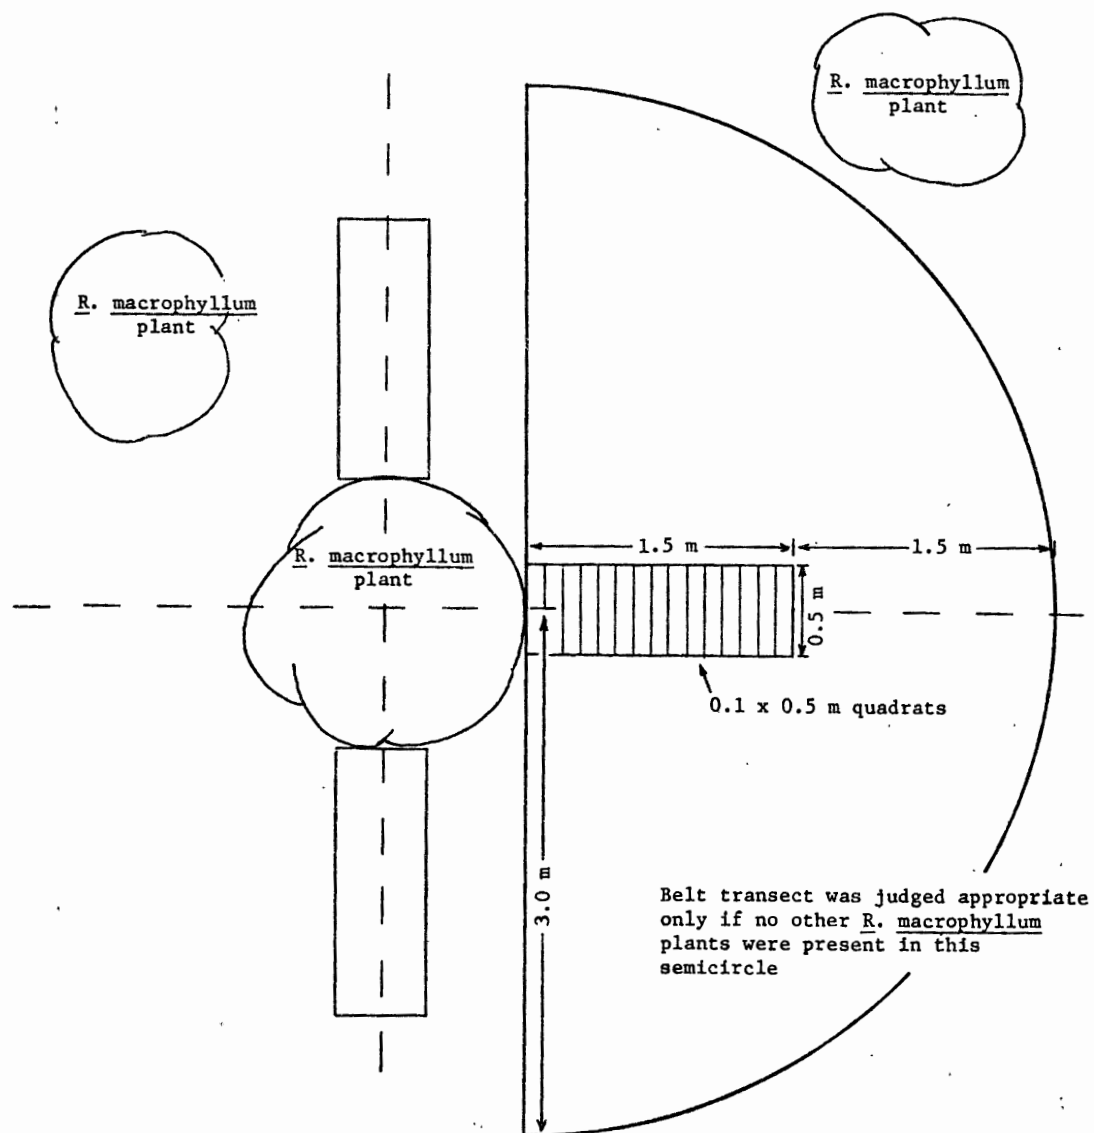 R. macrophyllum
plant
R. macrophyllum
plant
R. macrophyllum
plant
1.5 m
1.5 m
0.5 m
0.1 x 0.5 m quadrats
3.0 m
Belt transect was judged appropriate
only if no other R. macrophyllum
plants were present in this
semicircle